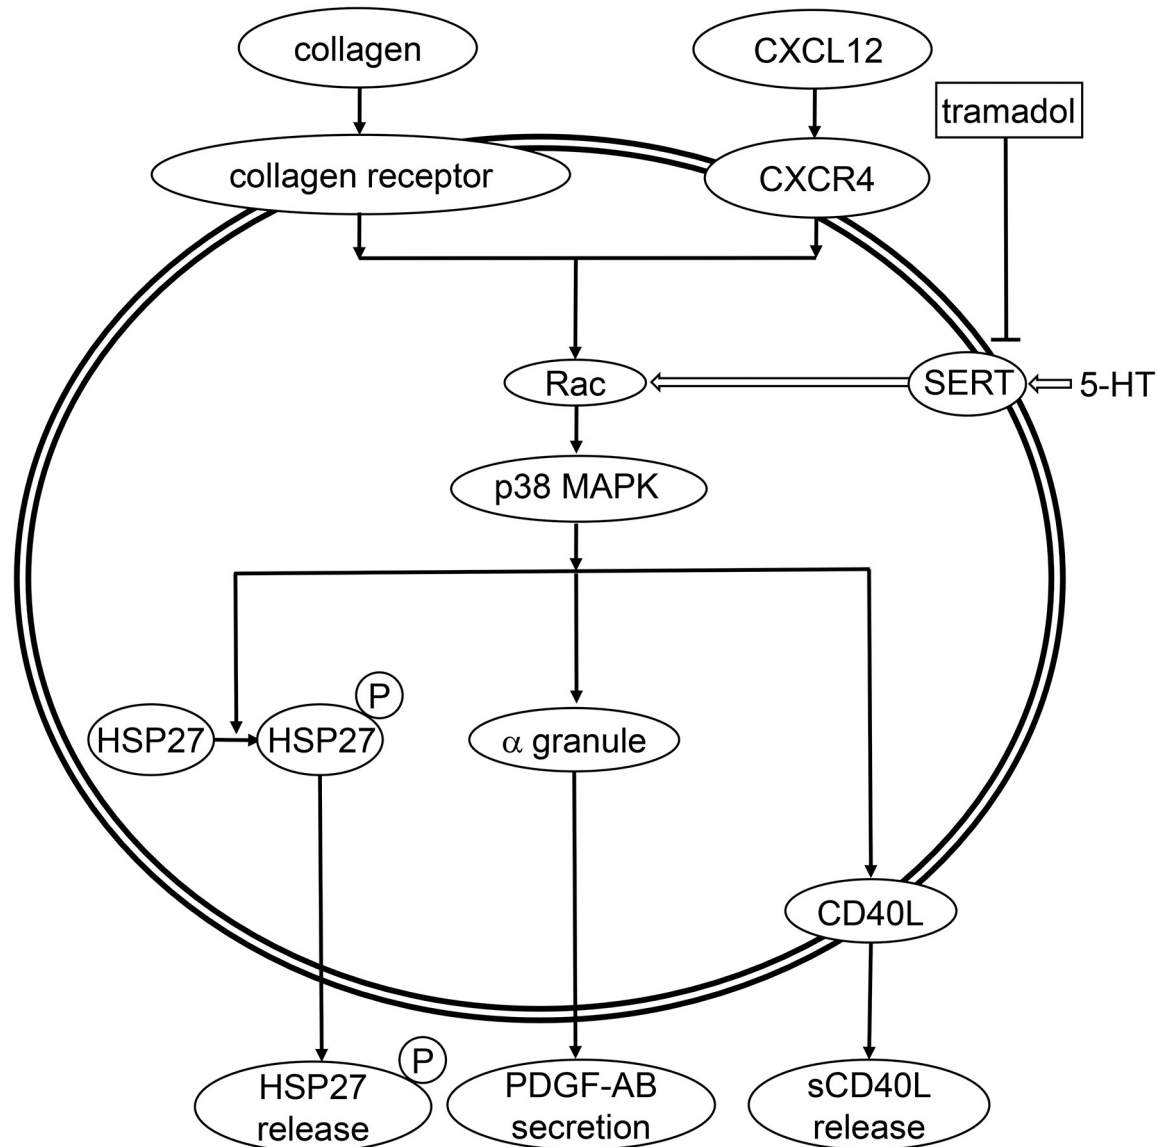 collagen
CXCL12
tramadol
collagen receptor
CXCR4
Rac
SERT
5-HT
p38 MAPK
P
HSP27
HSP27
α granule
CD40L
P
HSP27
release
PDGF-AB
secretion
sCD40L
release